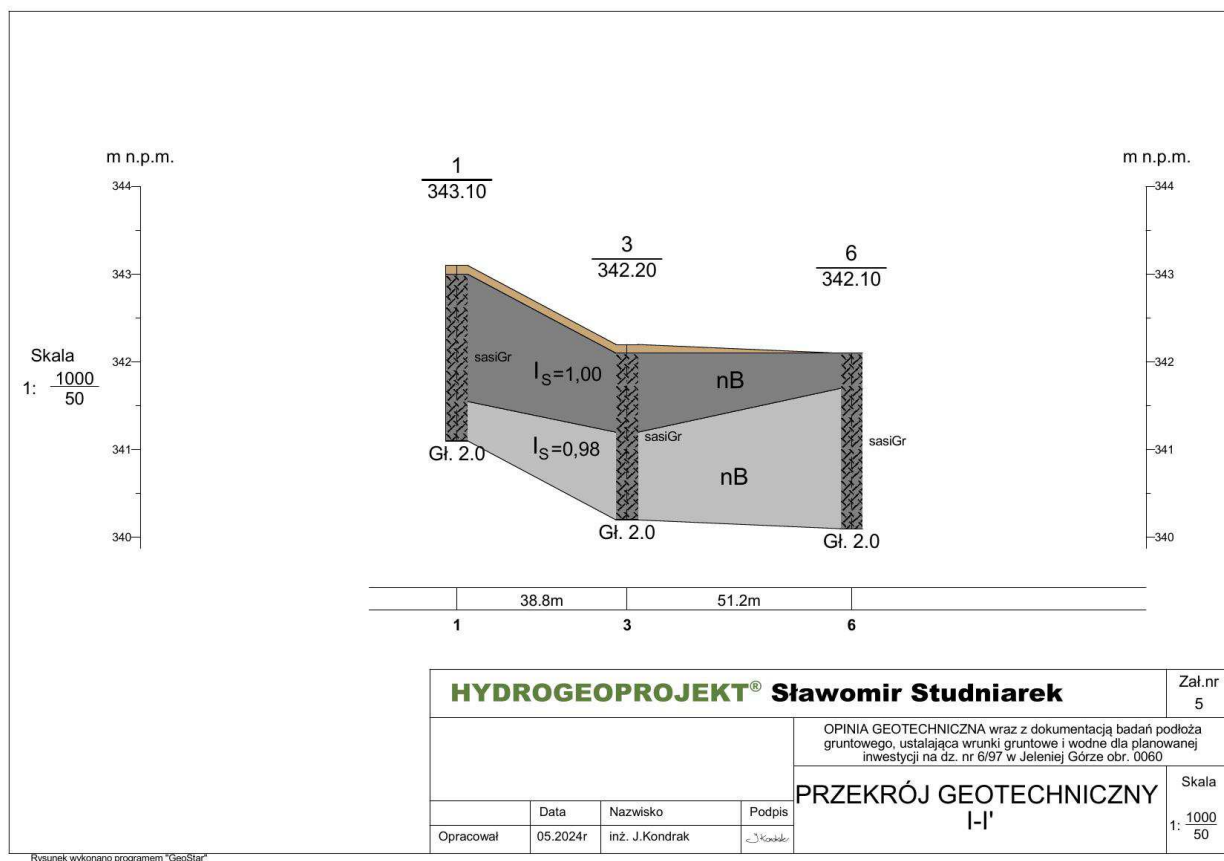 m n.p.m.
m n.p.m.
344
343
342
341
340
344
343
342
341
340
Skala
1: 1000
50
1
343.10
3
342.20
6
342.10
sasiGr
IS=1,00
nB
IS=0,98
sasiGr
nB
sasiGr
Gł. 2.0
Gł. 2.0
Gł. 2.0
38.8m 51.2m
1 3 6
HYDROGEOPROJEKT® Sławomir Studniarek
Zał.nr
5
OPINIA GEOTECHNICZNA wraz z dokumentacją badań podłoża
gruntowego, ustalająca wrunki gruntowe i wodne dla planowanej
inwestycji na dz. nr 6/97 w Jeleniej Górze obr. 0060
PRZEKRÓJ GEOTECHNICZNY
I-I'
Skala
1: 1000
50
Data Nazwisko Podpis
Opracował 05.2024r inż. J.Kondrak
Rysunek wykonano programem "GeoStar"